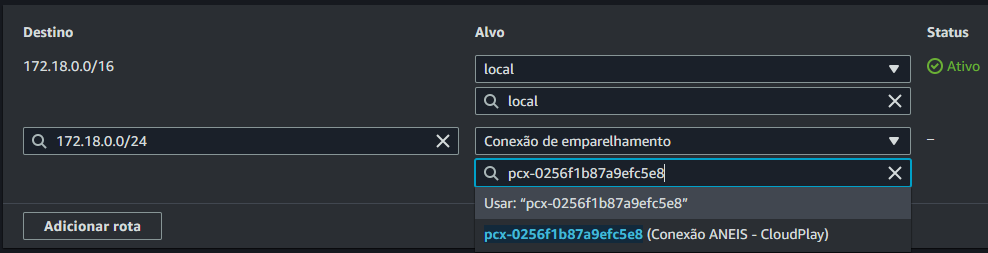 Destino Alvo Status
172.18.0.0/16 local Ativo
local
172.18.0.0/24 Conexão de emparelhamento –
pcx-0256f1b87a9efc5e8
Usar: “pcx-0256f1b87a9efc5e8”
Adicionar rota
pcx-0256f1b87a9efc5e8 (Conexão ANEIS - CloudPlay)